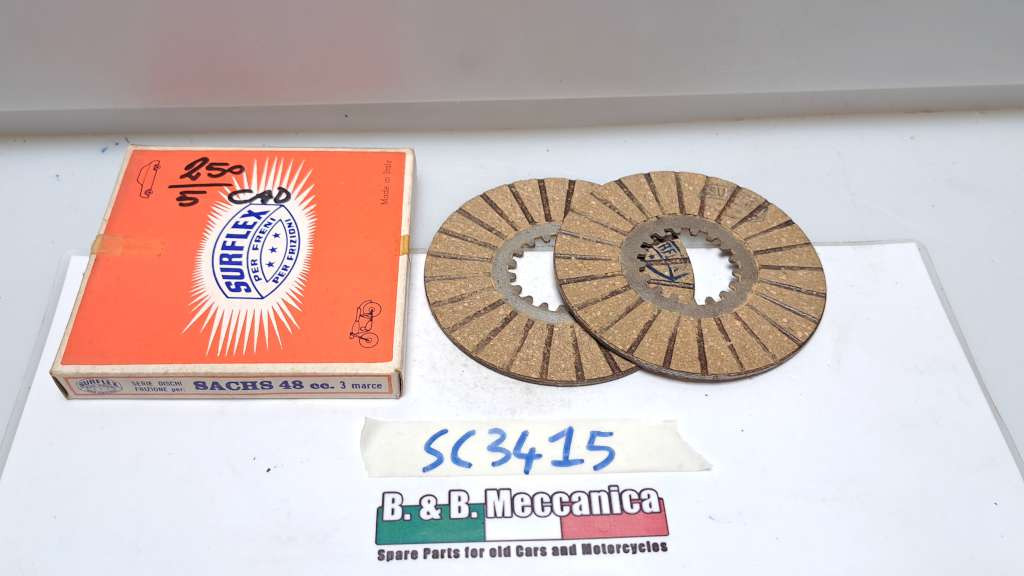 250
5 CAD
Made in Italy
SURFLEX
PER FRENI
PER FRIZIONI
SURFLEX
SERIE DISCHI
FRIZIONE per:
SACHS 48 cc. 3 marce
SC3415
B. & B. Meccanica
Spare Parts for old Cars and Motorcycles